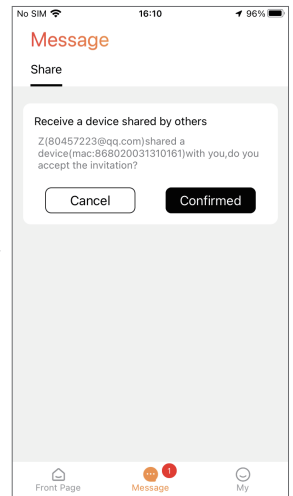 No SIM 16:10 96%
Message
Share
Receive a device shared by others
Z(80457223@qq.com)shared a
device(mac:868020031310161)with you,do you
accept the invitation?
Cancel Confirmed
1
Front Page Message My